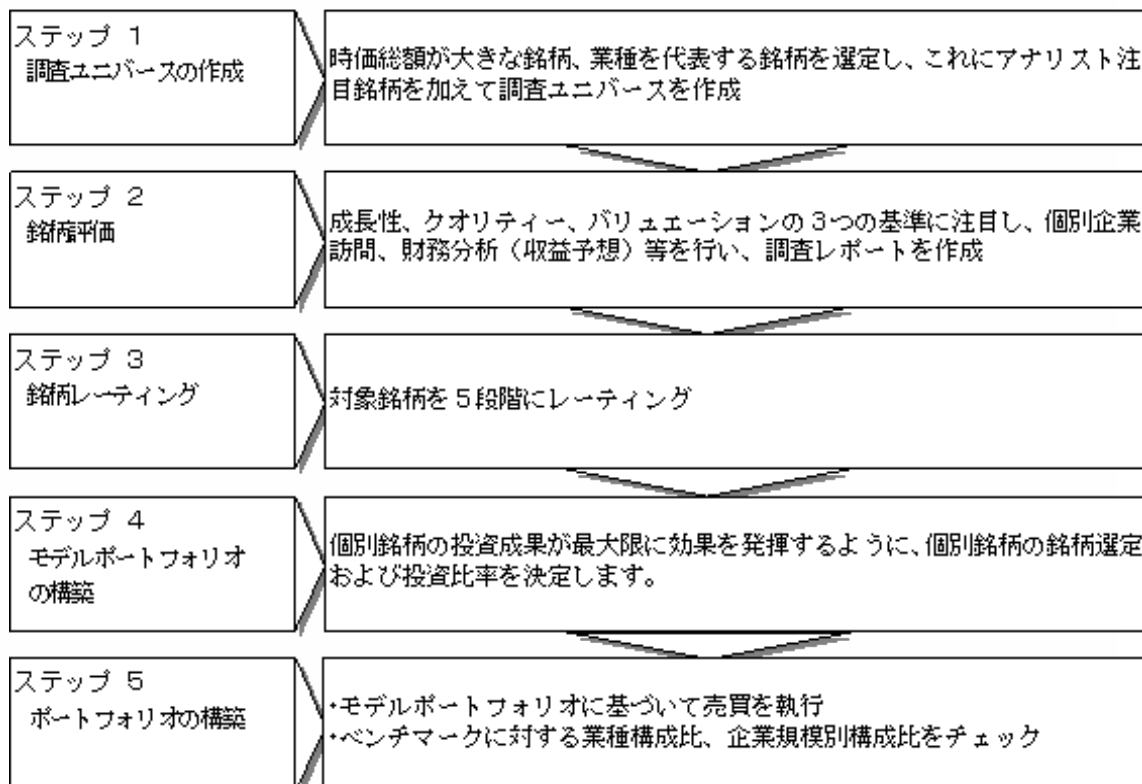 ステップ 1
調査ユニバースの作成
時価総額が大きな銘柄、業種を代表する銘柄を選定し、これにアナリスト注
目銘柄を加えて調査ユニバースを作成
ステップ 2
銘柄評価
成長性、クオリティー、バリュエーションの3つの基準に注目し、個別企業
訪問、財務分析(収益予想)等を行い、調査レポートを作成
ステップ 3
銘柄レーティング
対象銘柄を5段階にレーティング
ステップ 4
モデルポートフォリオ
の構築
個別銘柄の投資成果が最大限に効果を発揮するように、個別銘柄の銘柄選定
および投資比率を決定します。
ステップ 5
ポートフォリオの構築
・モデルポートフォリオに基づいて売買を執行
・ベンチマークに対する業種構成比、企業規模別構成比をチェック